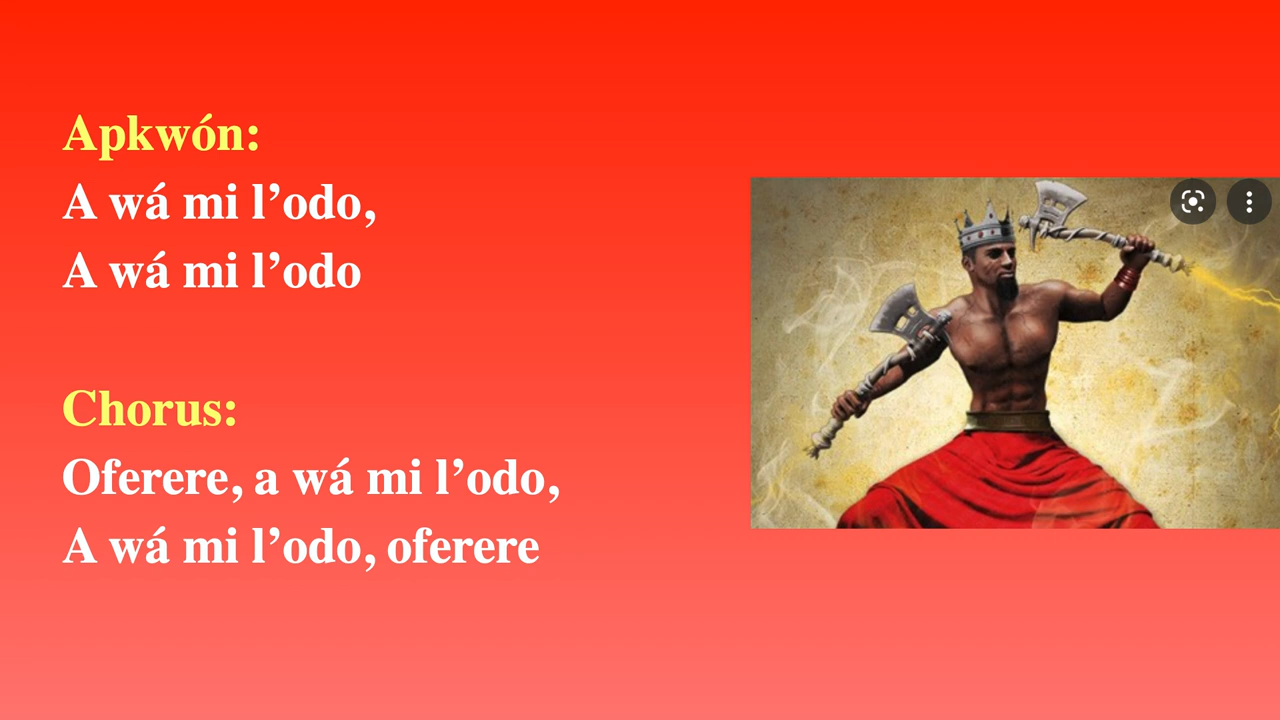 Apkwón:
A wá mi l’odo,
A wá mi l’odo
Chorus:
Oferere, a wá mi l’odo,
A wá mi l’odo, oferere